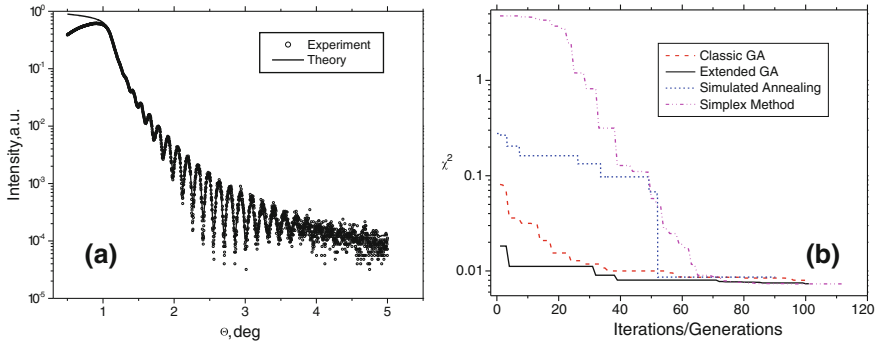 10^0
10^-1
10^-2
10^-3
10^-4
10^-5
Intensity,a.u.
Experiment
Theory
(a)
1 2 3 4 5
Θ,deg
1
0.1
0.01
χ^2
Classic GA
Extended GA
Simulated Annealing
Simplex Method
(b)
0 20 40 60 80 100 120
Iterations/Generations